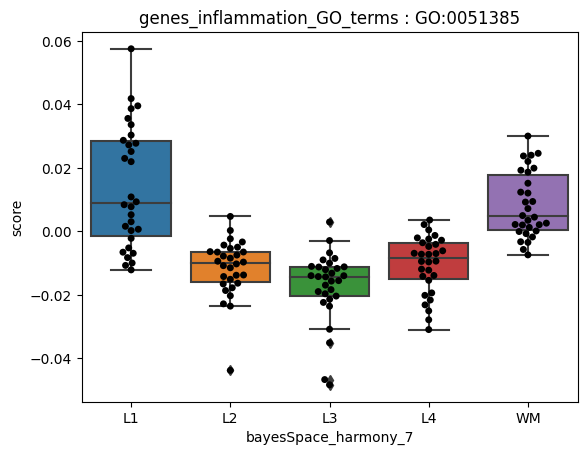 genes_inflammation_GO_terms : GO:0051385
0.06
0.04
0.02
0.00
−0.02
−0.04
score
L1 L2 L3 L4 WM
bayesSpace_harmony_7